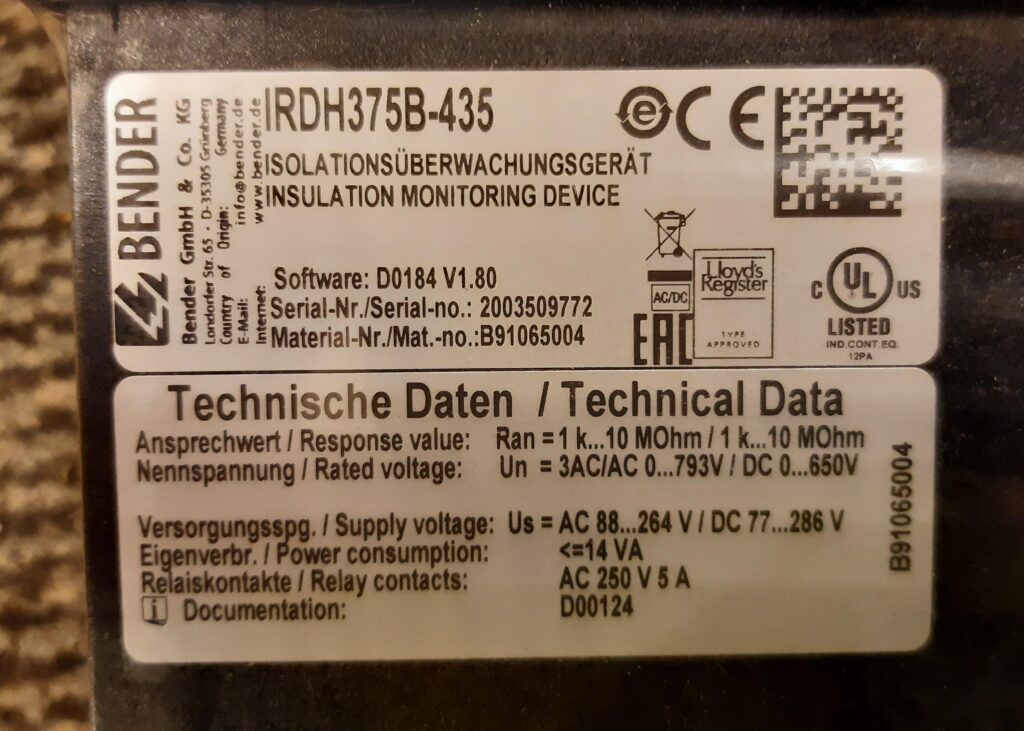 BENDER
Bender GmbH & Co. KG
Londorfer Str. 65 · D-35305 Grünberg
Country of Origin: Germany
E-Mail: info@bender.de
Internet: www.bender.de
IRDH375B-435
ISOLATIONSÜBERWACHUNGSGERÄT
INSULATION MONITORING DEVICE
Software: D0184 V1.80
Serial-Nr./Serial-no.: 2003509772
Material-Nr./Mat.-no.:B91065004
e
CE
AC/DC
EAC
Lloyd's
Register
TYPE
APPROVED
C UL US
LISTED
IND.CONT.EQ.
12PA
Technische Daten / Technical Data
Ansprechwert / Response value: Ran = 1 k...10 MOhm / 1 k...10 MOhm
Nennspannung / Rated voltage: Un = 3AC/AC 0...793V / DC 0...650V
Versorgungsspg. / Supply voltage: Us = AC 88...264 V / DC 77...286 V
Eigenverbr. / Power consumption: <=14 VA
Relaiskontakte / Relay contacts: AC 250 V 5 A
i Documentation: D00124
B91065004